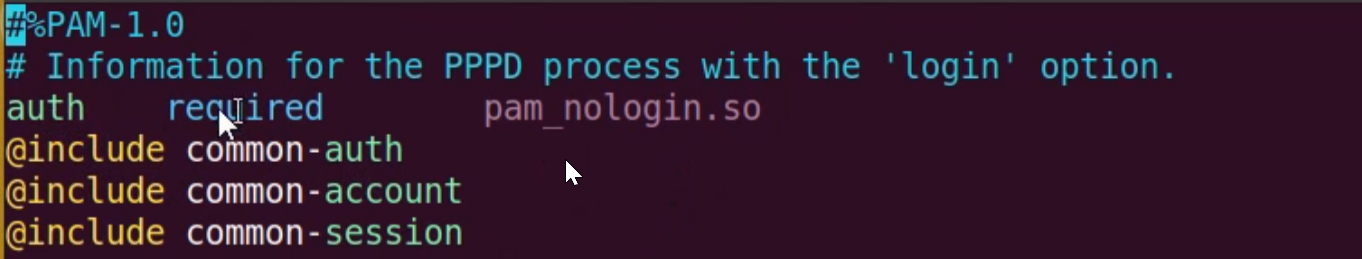 #%PAM-1.0
# Information for the PPPD process with the 'login' option.
auth    required        pam_nologin.so
@include common-auth
@include common-account
@include common-session